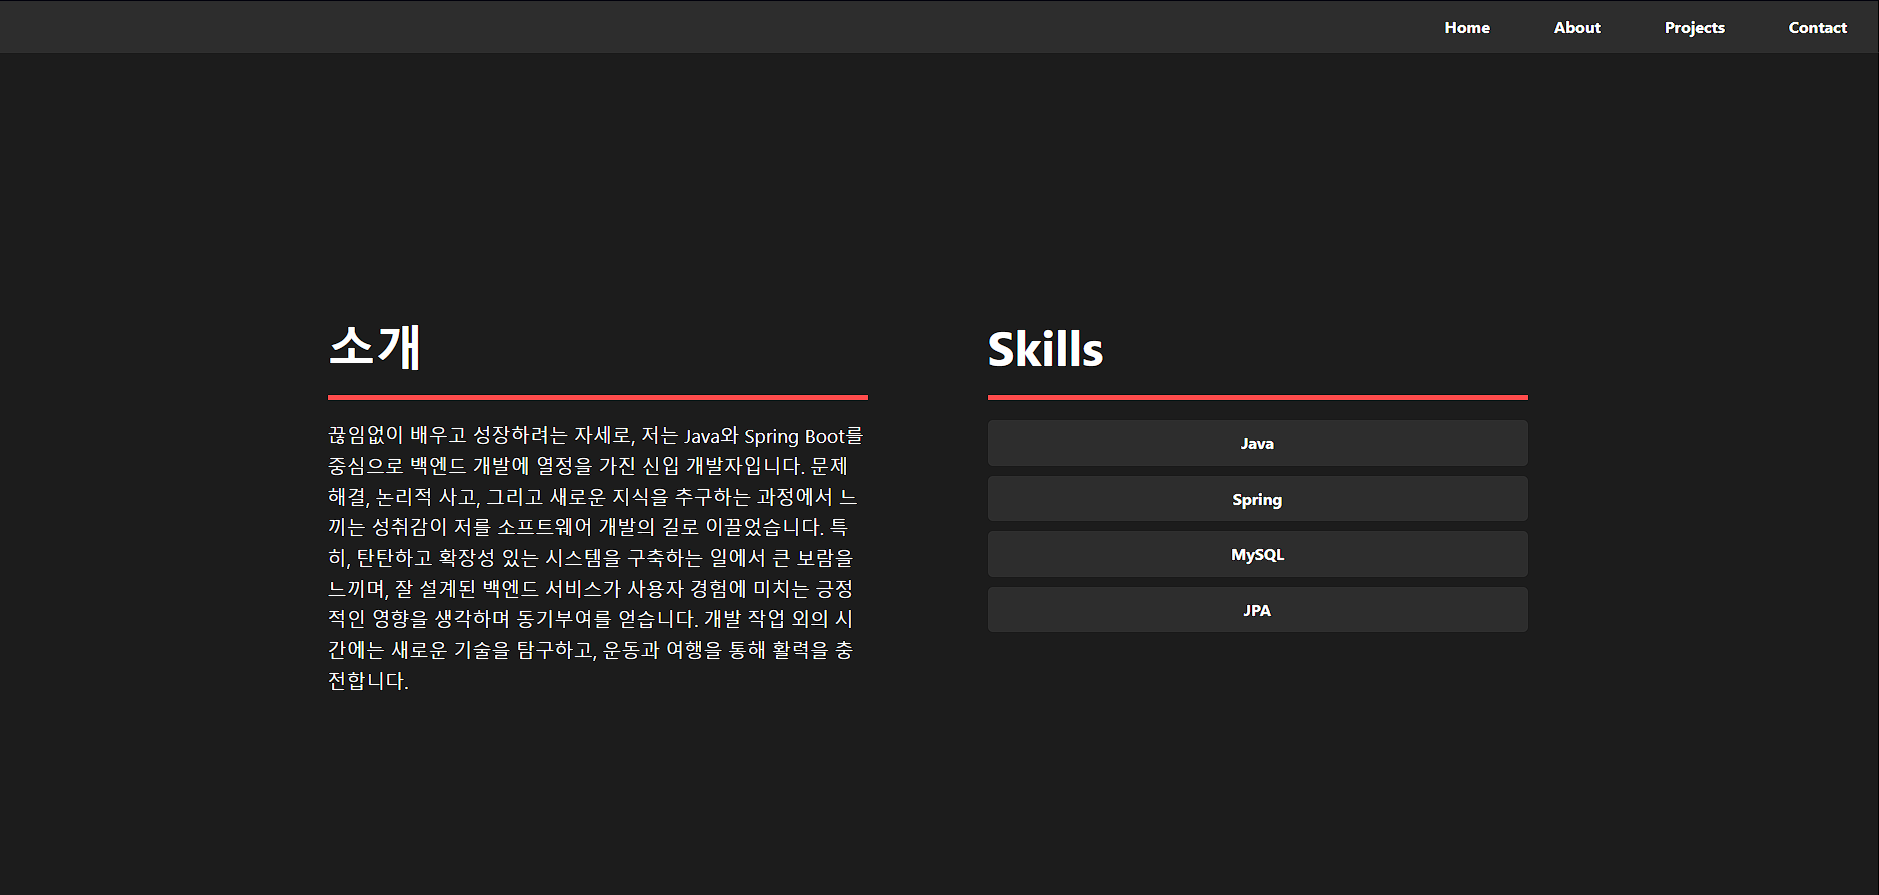 Home
About
Projects
Contact
소개
끊임없이 배우고 성장하려는 자세로, 저는 Java와 Spring Boot를
중심으로 백엔드 개발에 열정을 가진 신입 개발자입니다. 문제
해결, 논리적 사고, 그리고 새로운 지식을 추구하는 과정에서 느
끼는 성취감이 저를 소프트웨어 개발의 길로 이끌었습니다. 특
히, 탄탄하고 확장성 있는 시스템을 구축하는 일에서 큰 보람을
느끼며, 잘 설계된 백엔드 서비스가 사용자 경험에 미치는 긍정
적인 영향을 생각하며 동기부여를 얻습니다. 개발 작업 외의 시
간에는 새로운 기술을 탐구하고, 운동과 여행을 통해 활력을 충
전합니다.
Skills
Java
Spring
MySQL
JPA